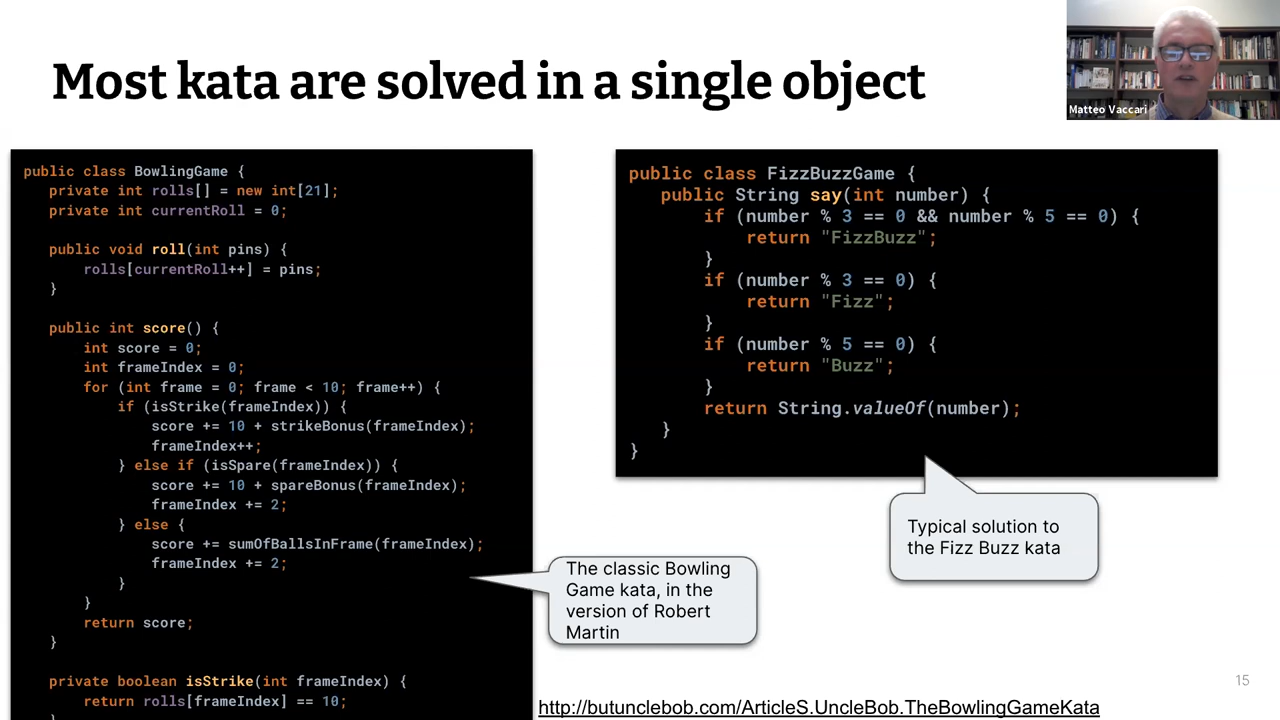 Most kata are solved in a single object
Matteo Vaccari
public class BowlingGame {
private int rolls[] = new int[21];
private int currentRoll = 0;
public void roll(int pins) {
rolls[currentRoll++] = pins;
}
public int score() {
int score = 0;
int frameIndex = 0;
for (int frame = 0; frame < 10; frame++) {
if (isStrike(frameIndex)) {
score += 10 + strikeBonus(frameIndex);
frameIndex++;
} else if (isSpare(frameIndex)) {
score += 10 + spareBonus(frameIndex);
frameIndex += 2;
} else {
score += sumOfBallsInFrame(frameIndex);
frameIndex += 2;
}
}
return score;
}
private boolean isStrike(int frameIndex) {
return rolls[frameIndex] == 10;
public class FizzBuzzGame {
public String say(int number) {
if (number % 3 == 0 && number % 5 == 0) {
return "FizzBuzz";
}
if (number % 3 == 0) {
return "Fizz";
}
if (number % 5 == 0) {
return "Buzz";
}
return String.valueOf(number);
}
}
Typical solution to
the Fizz Buzz kata
The classic Bowling
Game kata, in the
version of Robert
Martin
15
http://butunclebob.com/ArticleS.UncleBob.TheBowlingGameKata